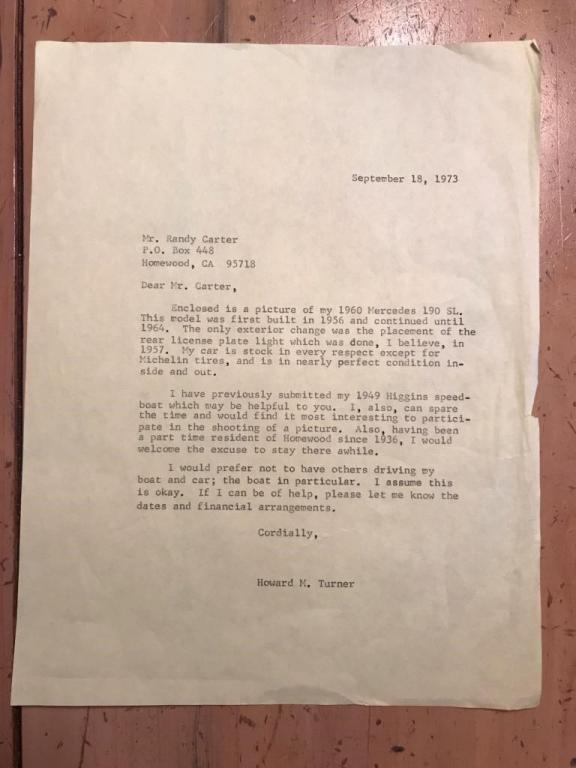 September 18, 1973
Mr. Randy Carter
P.O. Box 448
Homewood, CA 95718
Dear Mr. Carter,
Enclosed is a picture of my 1960 Mercedes 190 SL.
This model was first built in 1956 and continued until
1964. The only exterior change was the placement of the
rear license plate light which was done, I believe, in
1957. My car is stock in every respect except for
Michelin tires, and is in nearly perfect condition in-
side and out.
I have previously submitted my 1949 Higgins speed-
boat which may be helpful to you. I, also, can spare
the time and would find it most interesting to partici-
pate in the shooting of a picture. Also, having been
a part time resident of Homewood since 1936, I would
welcome the excuse to stay there awhile.
I would prefer not to have others driving my
boat and car; the boat in particular. I assume this
is okay. If I can be of help, please let me know the
dates and financial arrangements.
Cordially,
Howard M. Turner